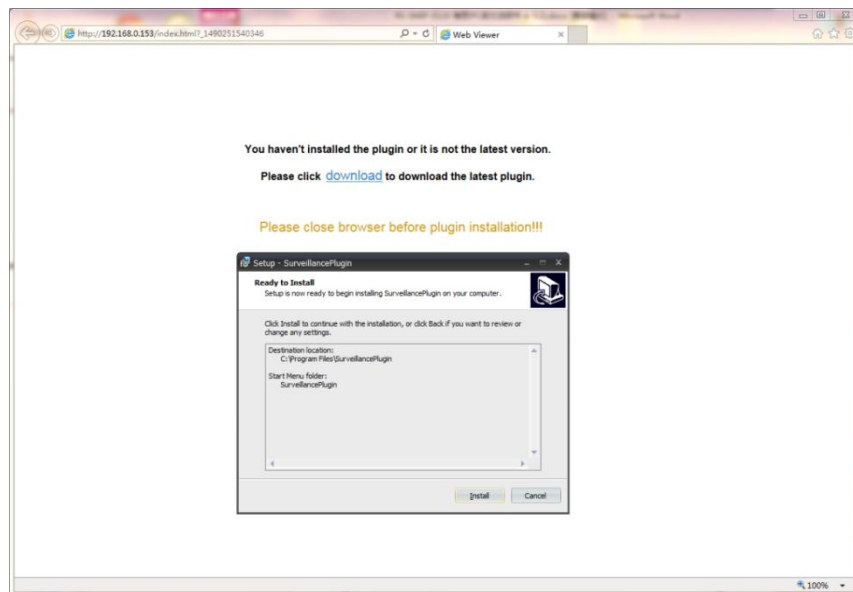 http://192.168.0.153/index.html?_1490251540346
Web Viewer
You haven't installed the plugin or it is not the latest version.
Please click download to download the latest plugin.
Please close browser before plugin installation!!!
Setup - SurveillancePlugin
Ready to Install
Setup is now ready to begin installing SurveillancePlugin on your computer.
Click Install to continue with the installation, or click Back if you want to review or
change any settings.
Destination location:
C:\Program Files\SurveillancePlugin
Start Menu folder:
SurveillancePlugin
Install
Cancel
100%